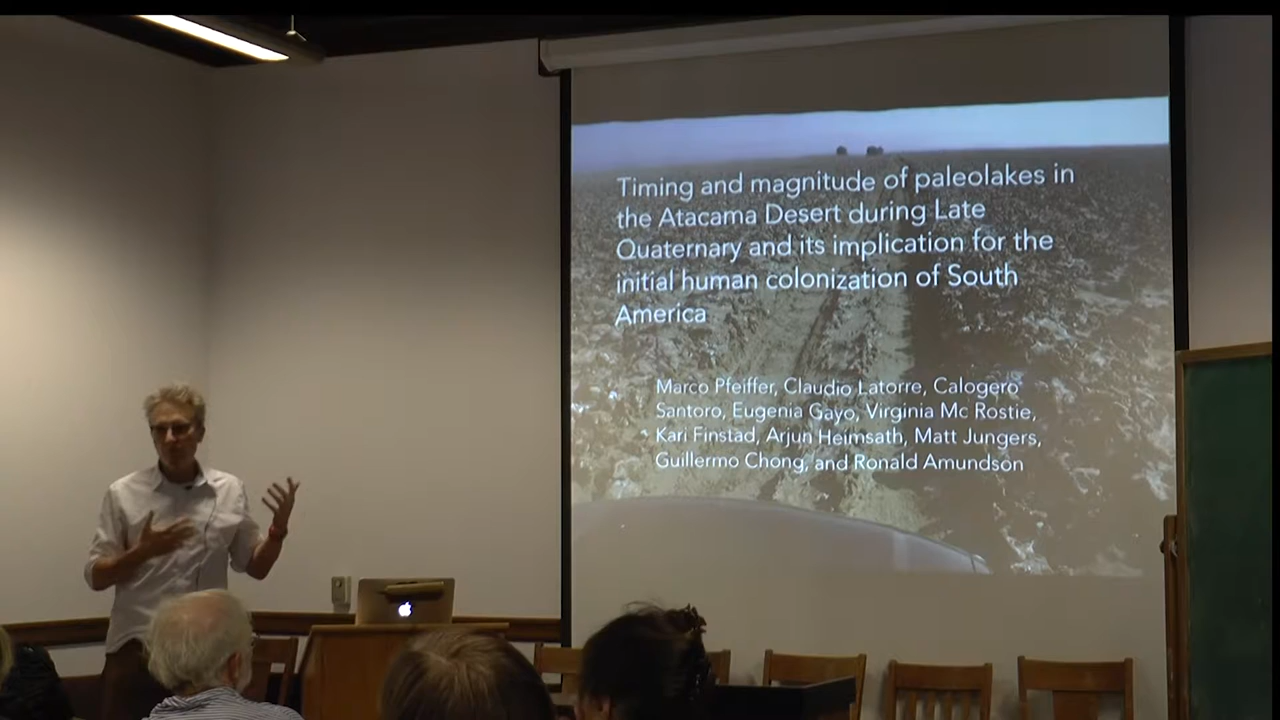 Timing and magnitude of paleolakes in
the Atacama Desert during Late
Quaternary and its implication for the
initial human colonization of South
America
Marco Pfeiffer, Claudio Latorre, Calogero
Santoro, Eugenia Gayo, Virginia Mc Rostie,
Kari Finstad, Arjun Heimsath, Matt Jungers,
Guillermo Chong, and Ronald Amundson